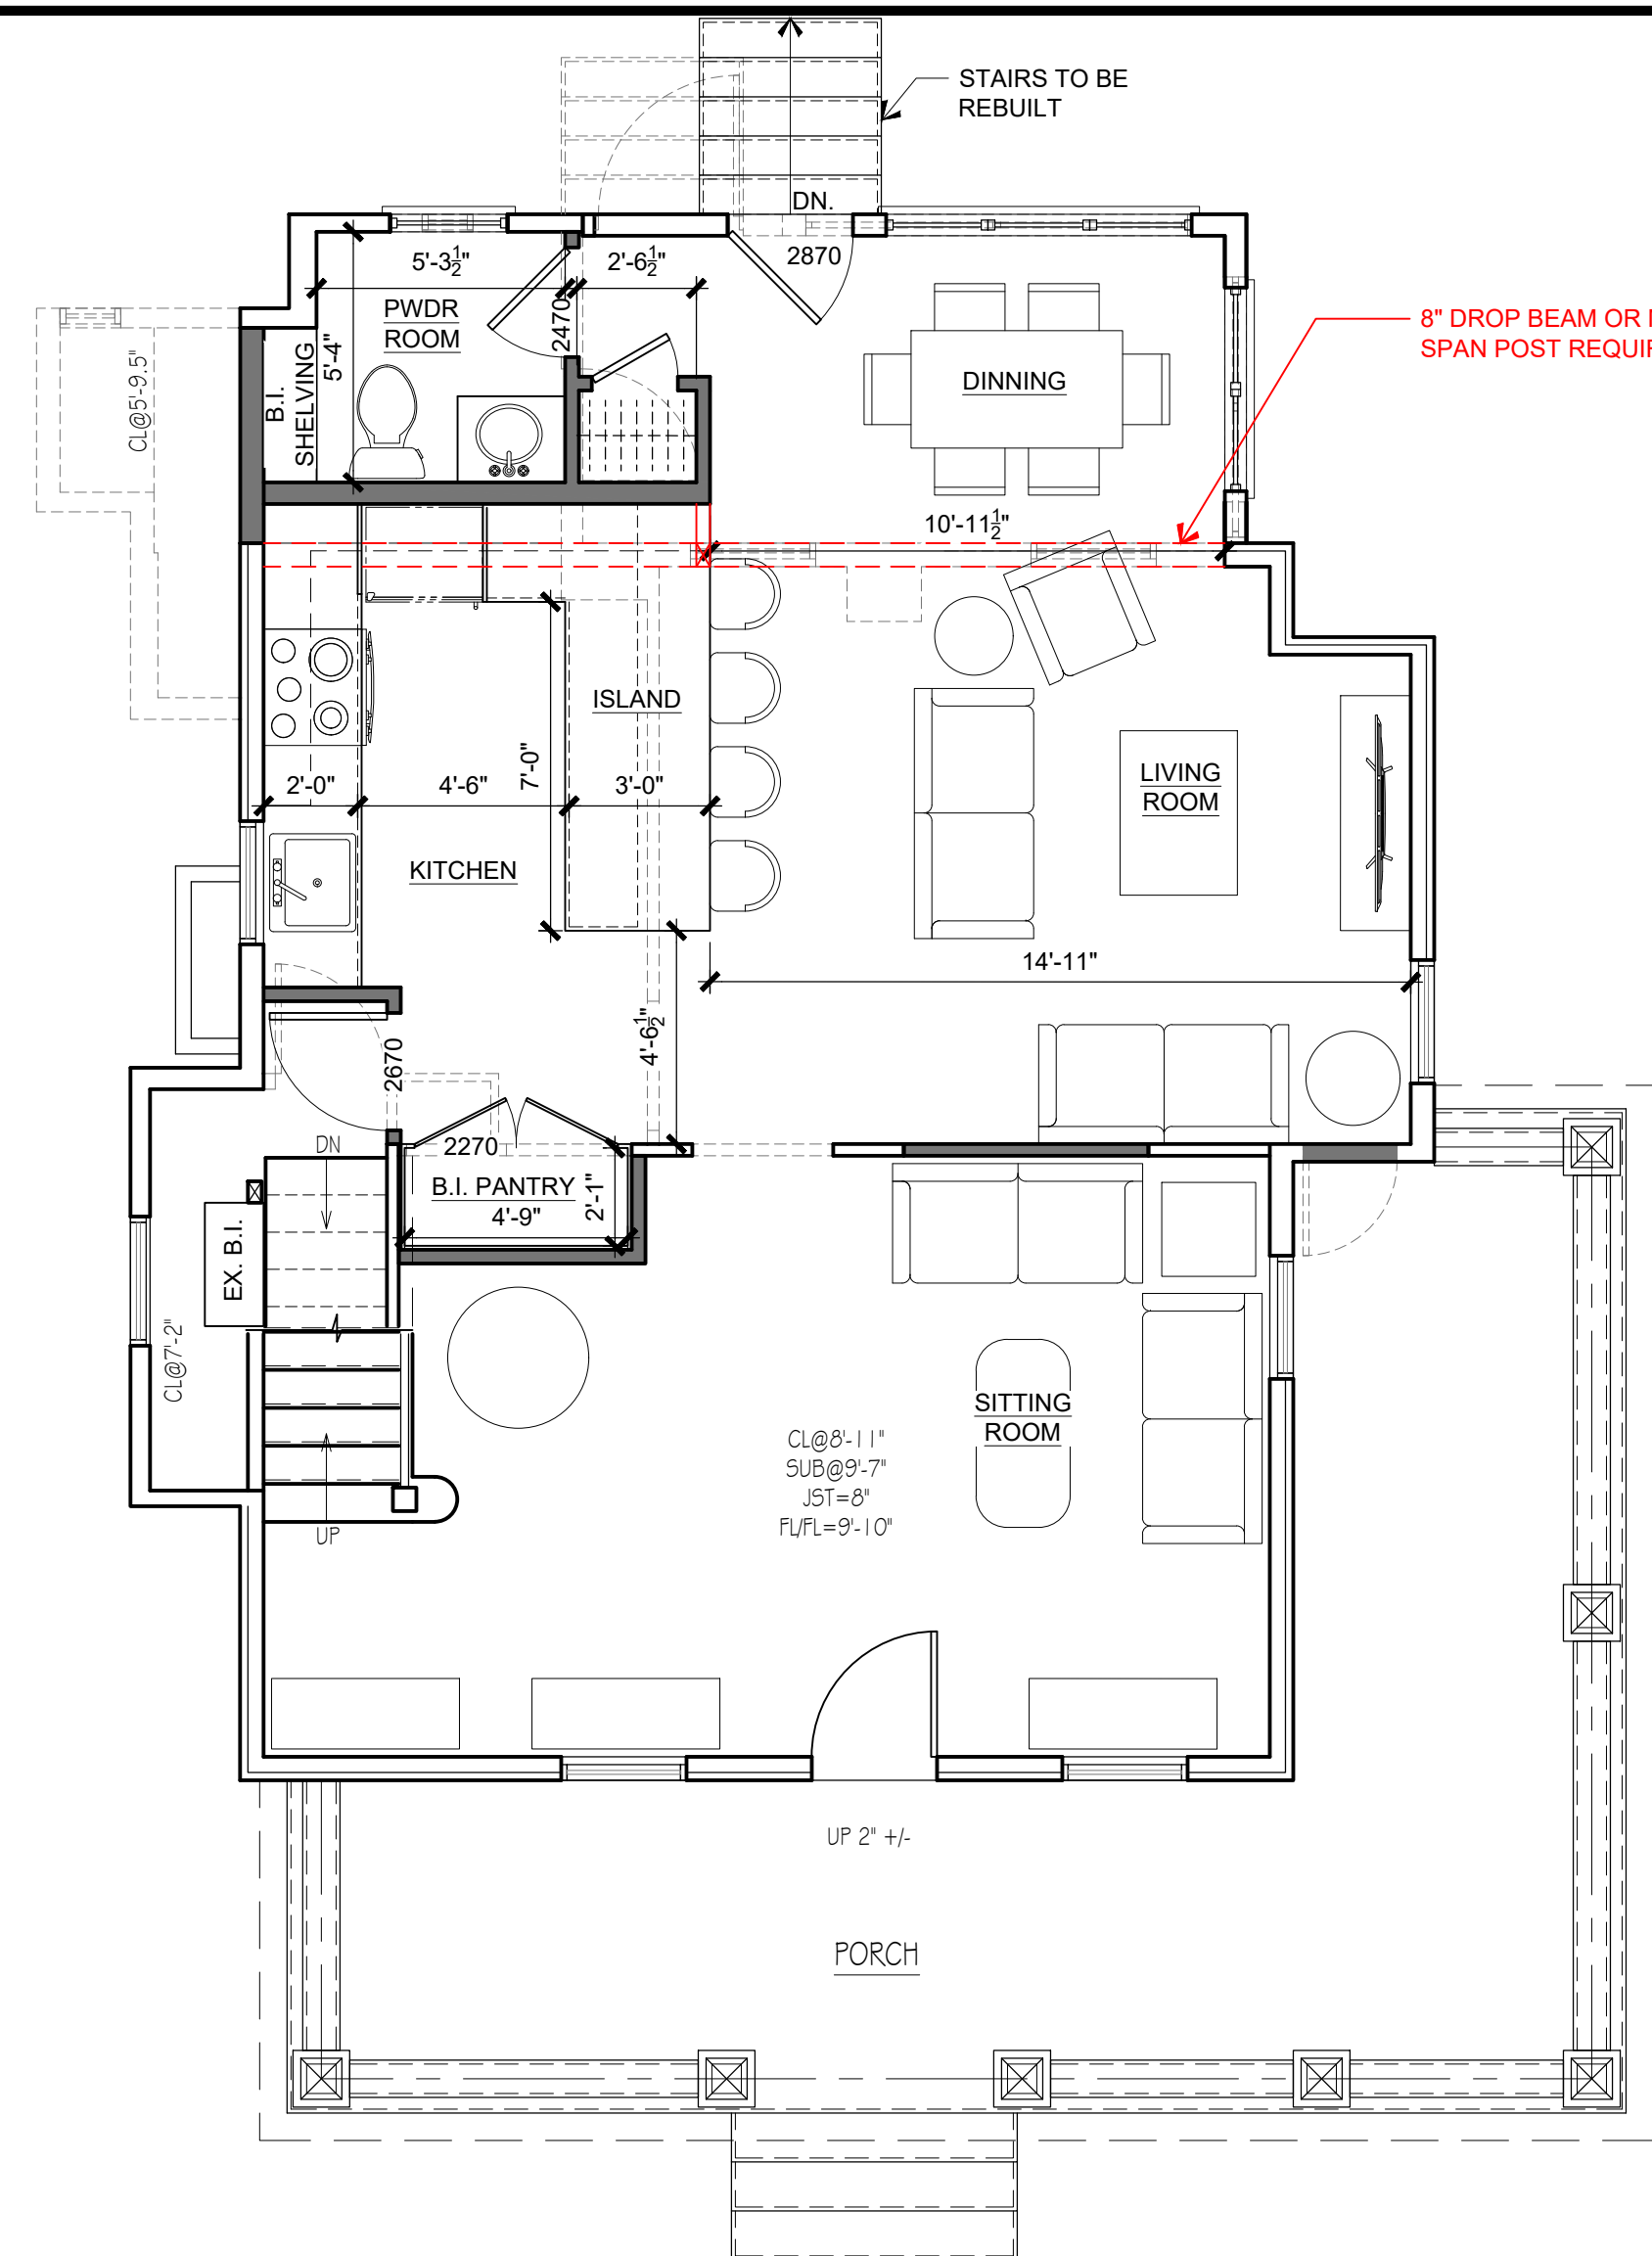 STAIRS TO BE
REBUILT
DN.
2870
5'-3½"
2'-6½"
PWDR
ROOM
2470
5'-4"
B.I.
SHELVING
CL@5'-9.5"
8" DROP BEAM OR
SPAN POST
DINNING
10'-11½"
ISLAND
7'-0"
2'-0"
4'-6"
3'-0"
LIVING
ROOM
KITCHEN
14'-11"
4'-6½"
2670
DN
2270
B.I. PANTRY
4'-9"
2'-1"
EX. B.I.
CL@7'-2"
SITTING
ROOM
CL@8'-11"
SUB@9'-7"
JST=8"
FL/FL=9'-10"
UP
UP 2" +/-
PORCH